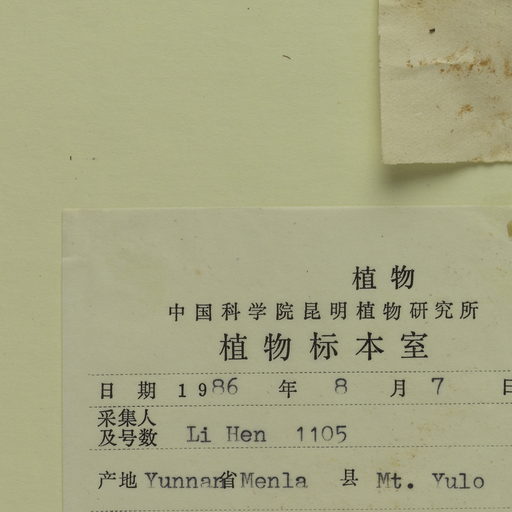 植物
中国科学院昆明植物研究所
植物标本室
日 期 1986 年 8 月 7 日
采集人
及号数 Li Hen 1105
产地 Yunnan省 Menla 县 Mt. Yulo